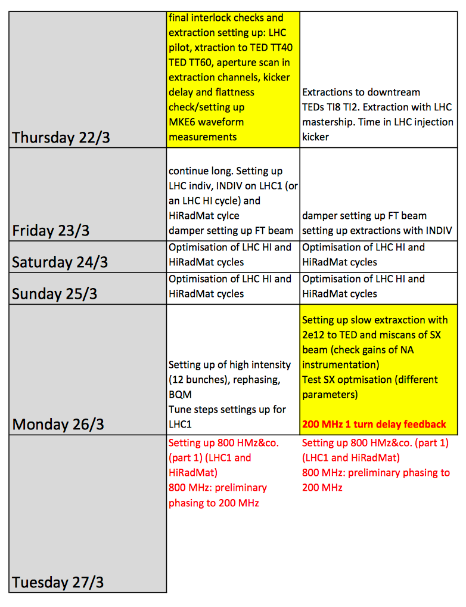 final interlock checks and
extraction setting up: LHC
pilot, xtraction to TED TT40
TED TT60, aperture scan in
extraction channels, kicker
delay and flattness
check/setting up
MKE6 waveform
measurements
Extractions to downtream
TEDs TI8 TI2. Extraction with LHC
mastership. Time in LHC injection
kicker
Thursday 22/3
continue long. Setting up
LHC indiv, INDIV on LHC1 (or
an LHC HI cycle) and
HiRadMat cylce
damper setting up FT beam
damper setting up FT beam
setting up extractions with INDIV
Friday 23/3
Optimisation of LHC HI and
HiRadMat cycles
Optimisation of LHC HI and
HiRadMat cycles
Saturday 24/3
Optimisation of LHC HI and
HiRadMat cycles
Optimisation of LHC HI and
HiRadMat cycles
Sunday 25/3
Setting up of high intensity
(12 bunches), rephasing,
BQM
Tune steps settings up for
LHC1
Setting up slow extraxction with
2e12 to TED and miscans of SX
beam (check gains of NA
instrumentation)
Test SX optmisation (different
parameters)
200 MHz 1 turn delay feedback
Monday 26/3
Setting up 800 HMz&co.
(part 1) (LHC1 and
HiRadMat)
800 MHz: preliminary
phasing to 200 MHz
Setting up 800 HMz&co. (part 1)
(LHC1 and HiRadMat)
800 MHz: preliminary phasing to
200 MHz
Tuesday 27/3